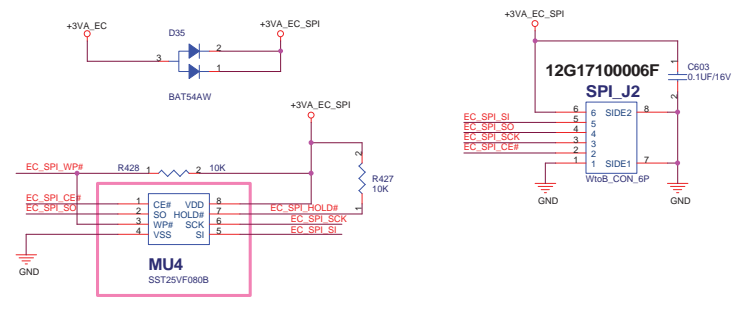 +3VA_EC
D35
+3VA_EC_SPI
3
2
1
BAT54AW
+3VA_EC_SPI
EC_SPI_WP#
R428
1
2
10K
2
R427
10K
1
EC_SPI_CE#
EC_SPI_SO
1 CE# VDD 8
2 SO HOLD# 7
3 WP# SCK 6
4 VSS SI 5
EC_SPI_HOLD#
EC_SPI_SCK
EC_SPI_SI
MU4
SST25VF080B
GND
+3VA_EC_SPI
12G17100006F
SPI_J2
1
C603
0.1UF/16V
2
EC_SPI_SI
EC_SPI_SO
EC_SPI_SCK
EC_SPI_CE#
6 6 SIDE2 8
5 5
4 4
3 3
2 2
1 1 SIDE1 7
WtoB_CON_6P
GND
GND